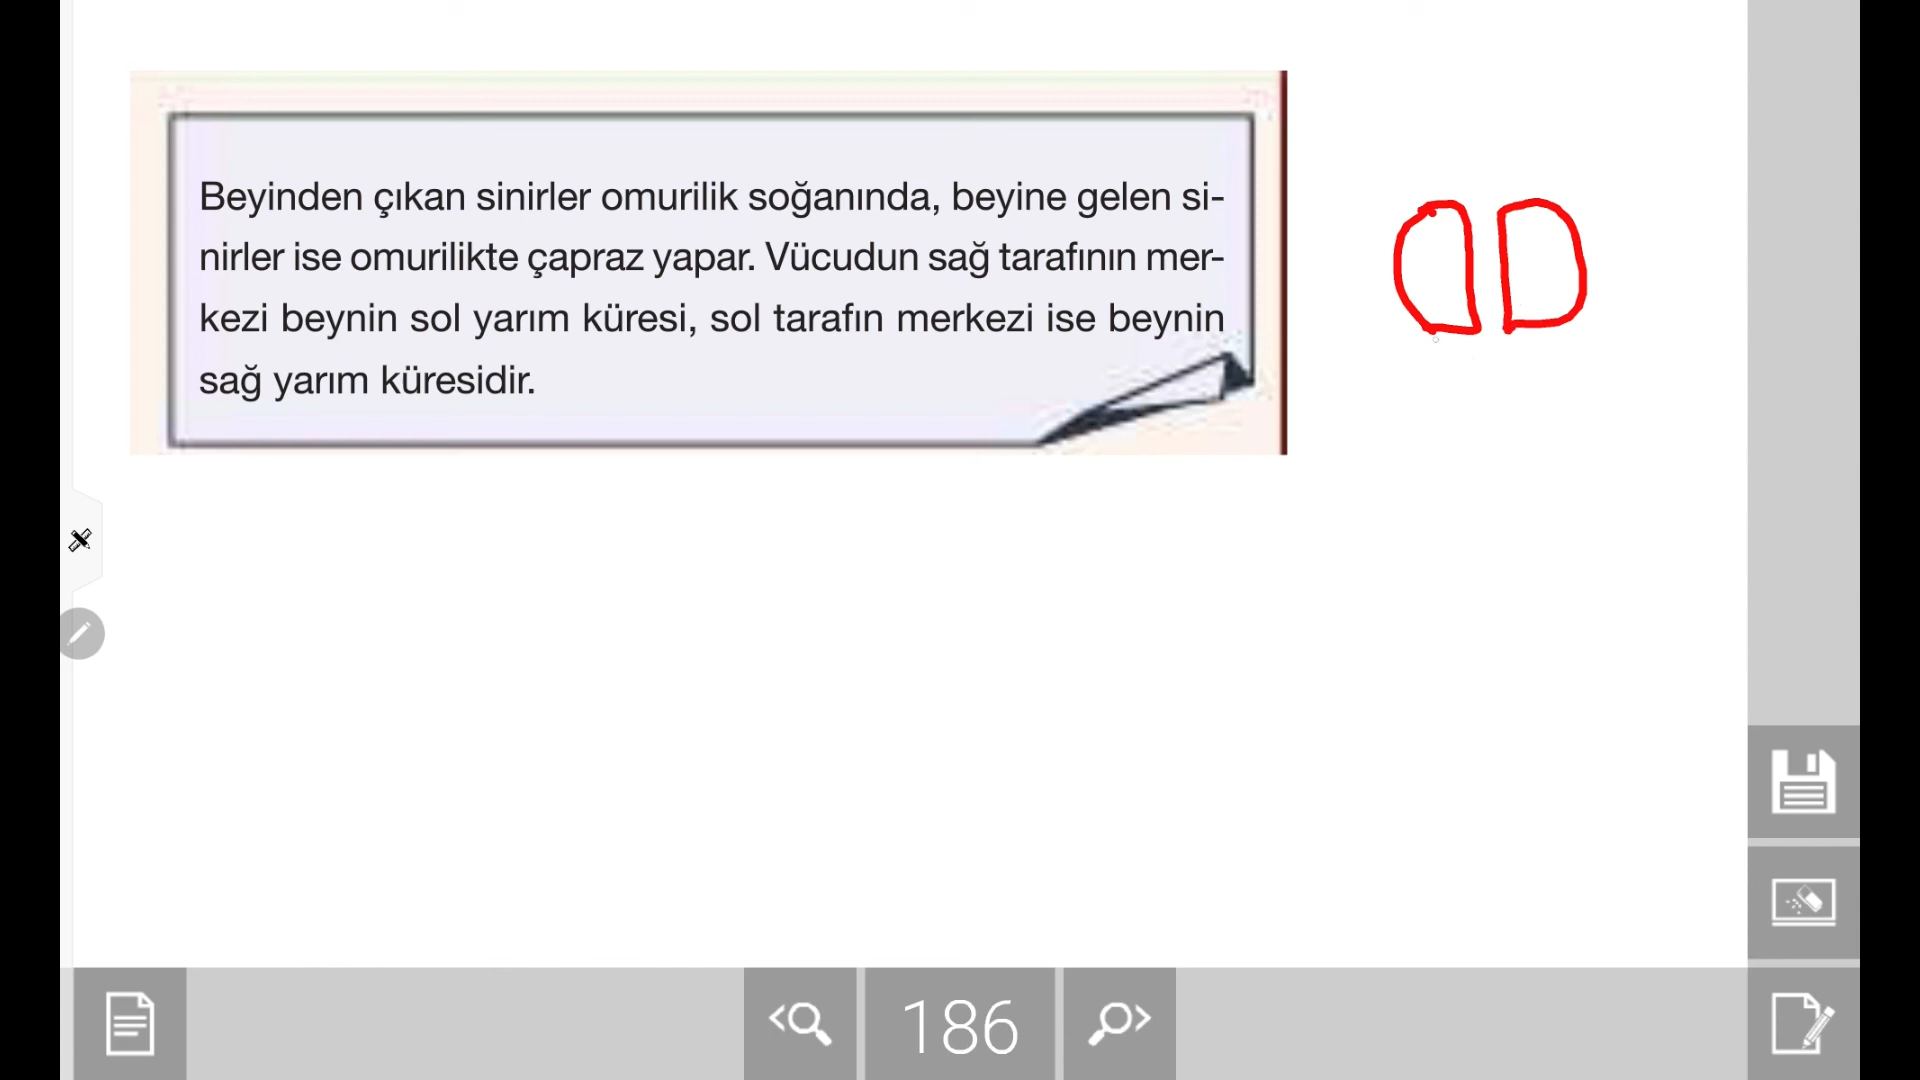 Beyinden çıkan sinirler omurilik soğanında, beyine gelen si-
nirler ise omurilikte çapraz yapar. Vücudun sağ tarafının mer-
kezi beynin sol yarım küresi, sol tarafın merkezi ise beynin
sağ yarım küresidir.
186